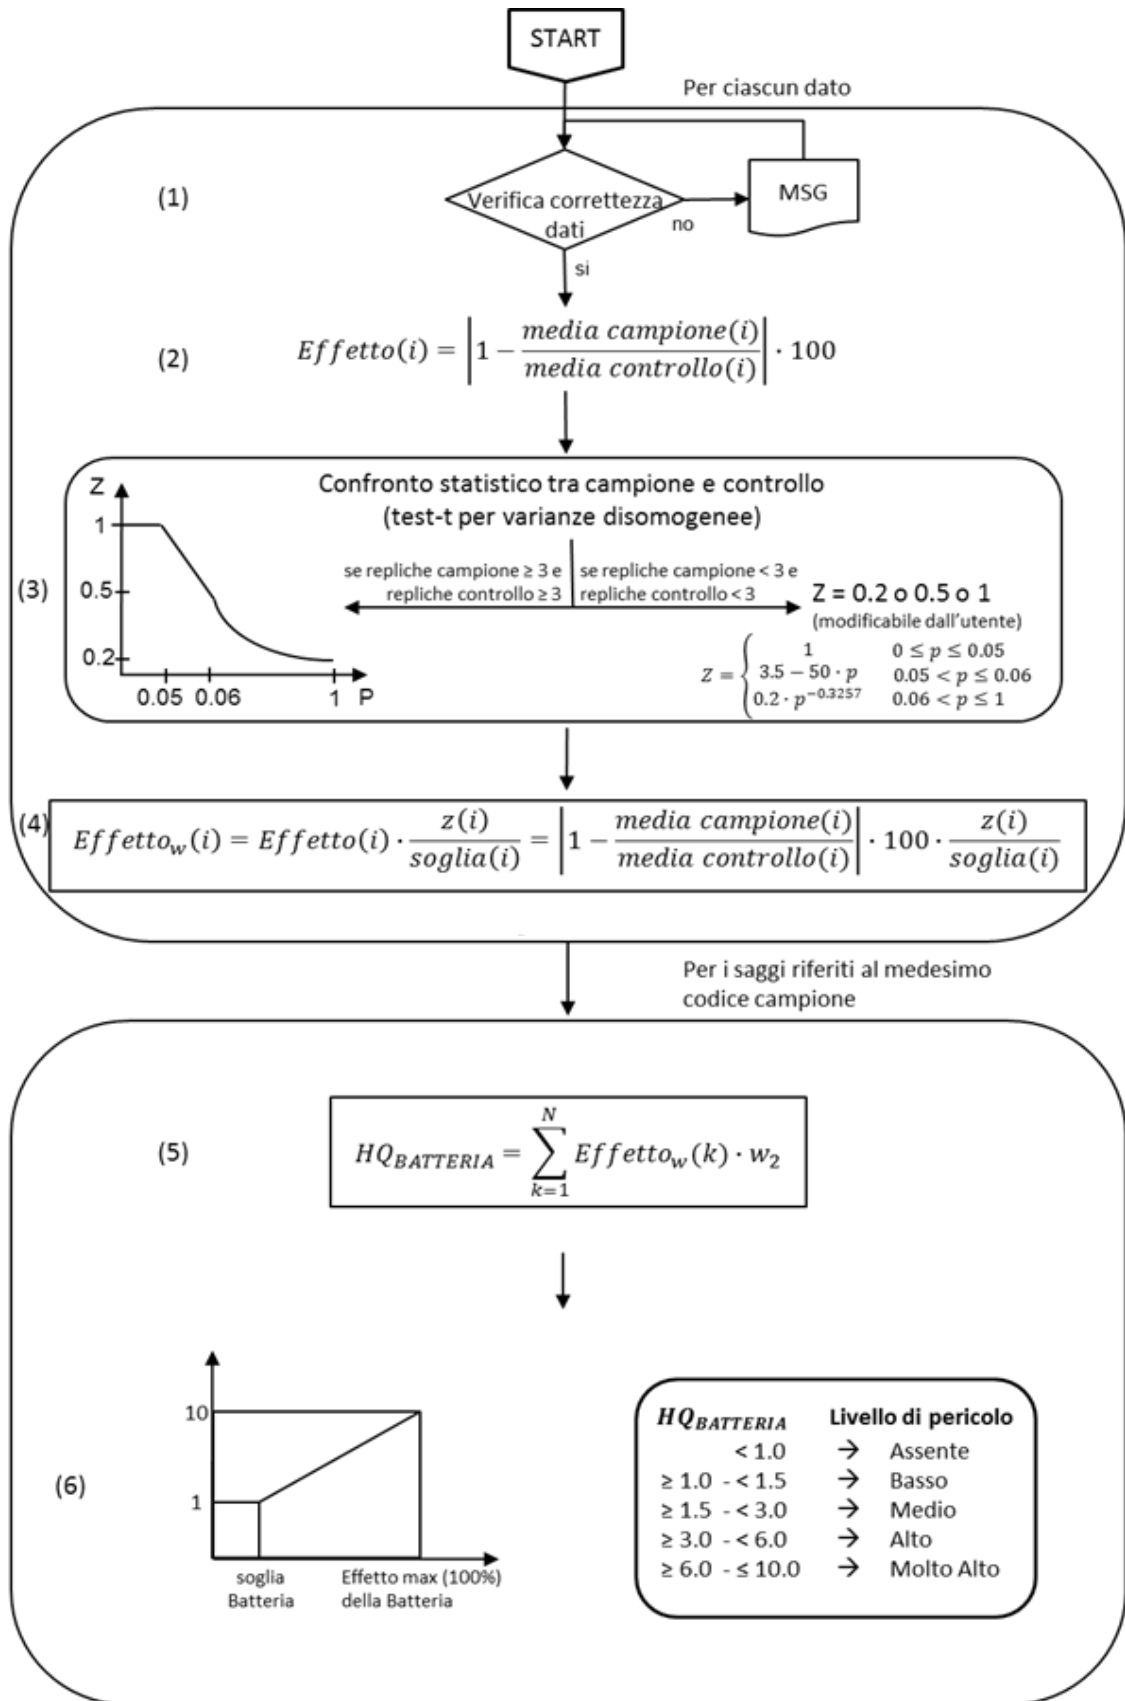 START
Per ciascun dato
(1)
Verifica correttezza
dati
no
MSG
si
(2)
Effetto(i) = |1 − media campione(i) / media controllo(i)| · 100
(3)
Confronto statistico tra campione e controllo
(test-t per varianze disomogenee)
Z
1
0.5
0.2
0.05 0.06 1 P
se repliche campione ≥ 3 e
repliche controllo ≥ 3
se repliche campione < 3 e
repliche controllo < 3
Z = 0.2 o 0.5 o 1
(modificabile dall'utente)
Z = { 1 0 ≤ p ≤ 0.05
3.5 − 50 · p 0.05 < p ≤ 0.06
0.2 · p^−0.3257 0.06 < p ≤ 1
(4)
Effetto_w(i) = Effetto(i) · z(i) / soglia(i) = |1 − media campione(i) / media controllo(i)| · 100 · z(i) / soglia(i)
Per i saggi riferiti al medesimo
codice campione
(5)
HQ_BATTERIA = ∑_{k=1}^{N} Effetto_w(k) · w_2
(6)
10
1
soglia
Batteria
Effetto max (100%)
della Batteria
HQ_BATTERIA Livello di pericolo
< 1.0 → Assente
≥ 1.0 - < 1.5 → Basso
≥ 1.5 - < 3.0 → Medio
≥ 3.0 - < 6.0 → Alto
≥ 6.0 - ≤ 10.0 → Molto Alto